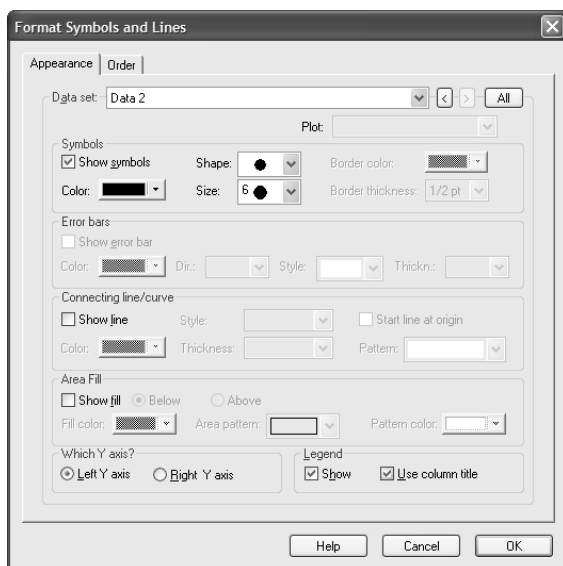 Format Symbols and Lines
Appearance Order
Data set: Data 2 < > All
Plot:
Symbols
Show symbols Shape: Border color:
Color: Size: 6 Border thickness: 1/2 pt
Error bars
Show error bar
Color: Dir.: Style: Thickn.:
Connecting line/curve
Show line Style: Start line at origin
Color: Thickness: Pattern:
Area Fill
Show fill Below Above
Fill color: Area pattern: Pattern color:
Which Y axis? Legend
Left Y axis Right Y axis Show Use column title
Help Cancel OK